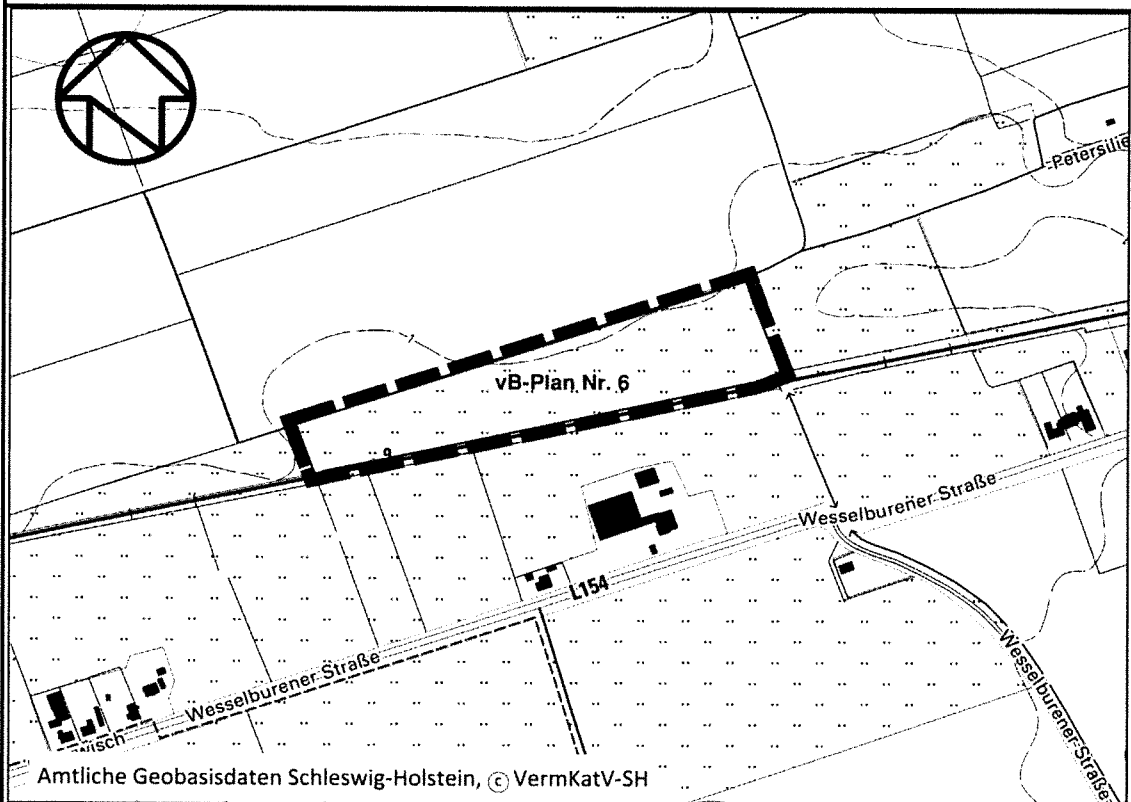 N
Petersilie
vB-Plan Nr. 6
9
Wesselburener Straße
L154
Wesselburener Straße
Wesselburener Straße
Wisch
Amtliche Geobasisdaten Schleswig-Holstein, © VermKatV-SH